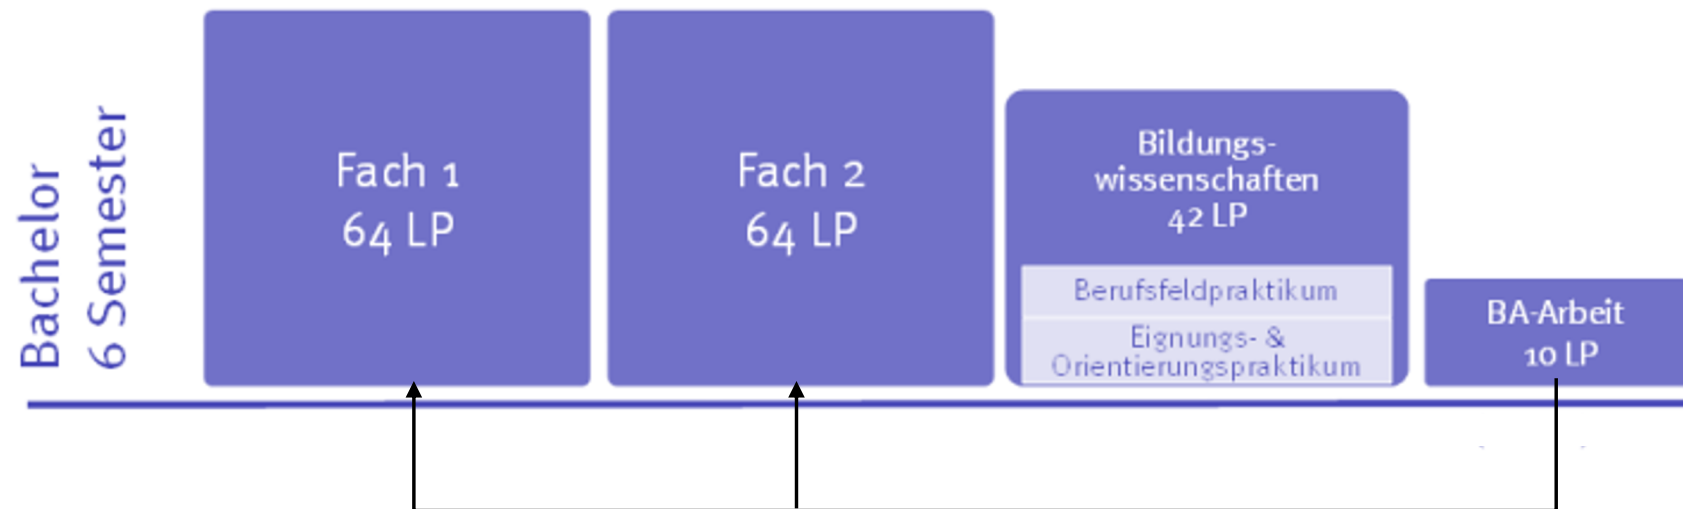 Bachelor
6 Semester
Fach 1
64 LP
Fach 2
64 LP
Bildungs-
wissenschaften
42 LP
Berufsfeldpraktikum
Eignungs- &
Orientierungspraktikum
BA-Arbeit
10 LP